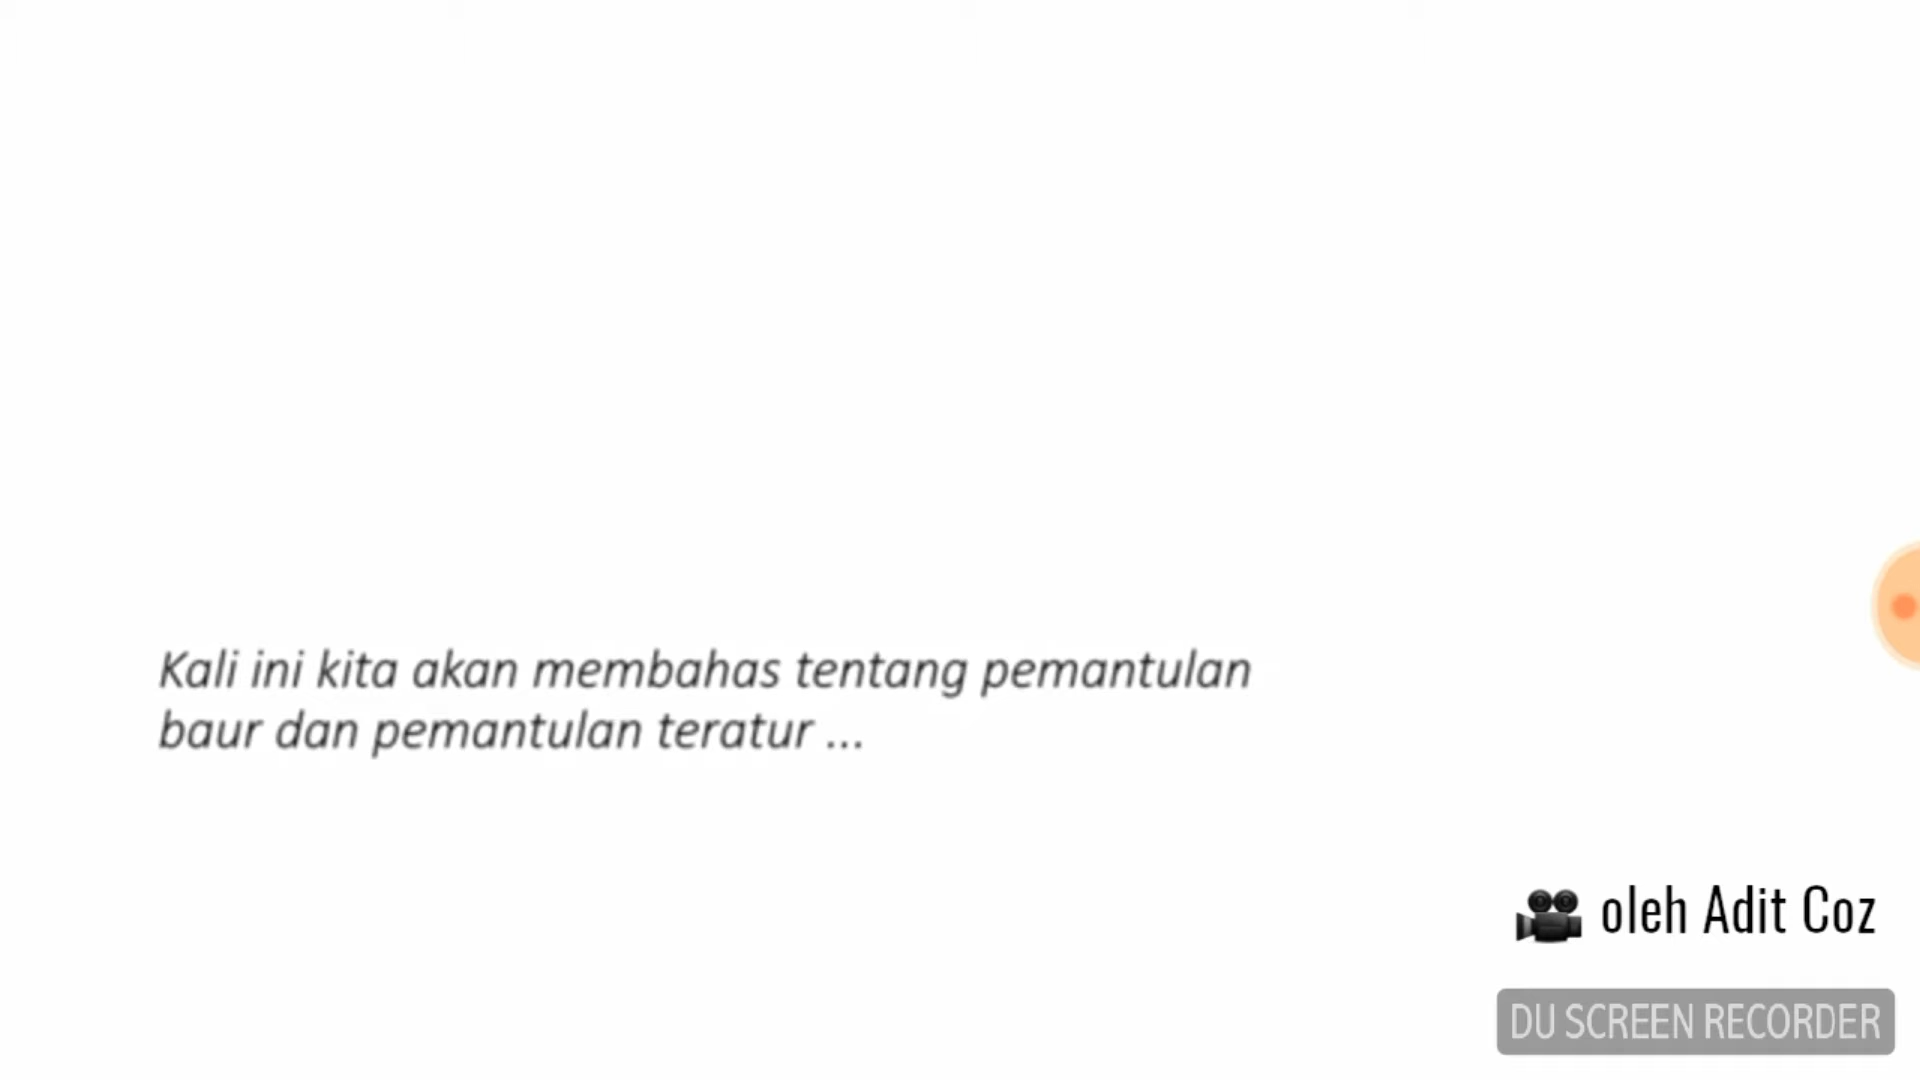 Kali ini kita akan membahas tentang pemantulan
baur dan pemantulan teratur ...
oleh Adit Coz
DU SCREEN RECORDER